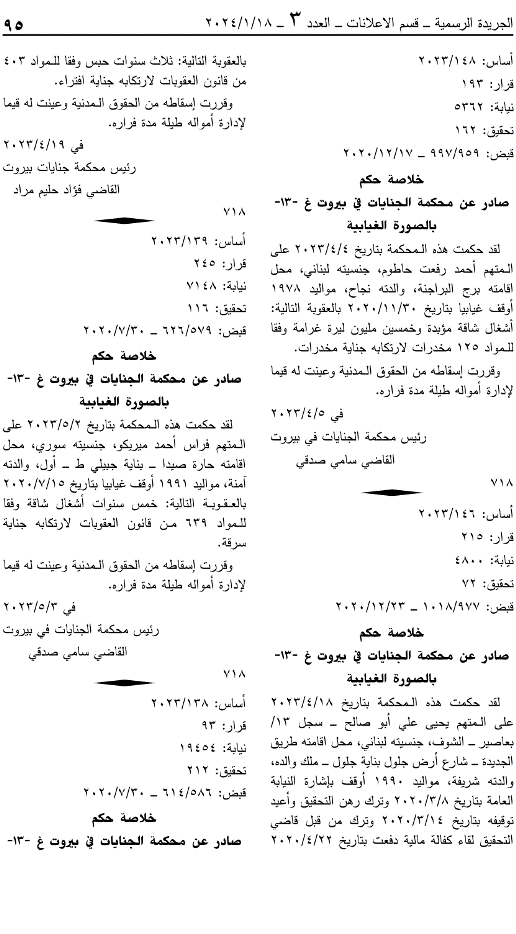 الجريدة الرسمية ــ قسم الاعلانات ــ العدد ٣ ــ ٢٠٢٤/١/١٨
٩٥
أساس: ٢٠٢٣/١٤٨
قرار: ١٩٣
نيابة: ٥٣٦٢
تحقيق: ١٦٢
قبض: ٩٩٧/٩٥٩ ــ ٢٠٢٠/١٢/١٧
خلاصة حكم
صادر عن محكمة الجنايات في بيروت غ -١٣-
بالصورة الغيابية
لقد حكمت هذه المحكمة بتاريخ ٢٠٢٣/٤/٤ على
المتهم أحمد رفعت حاطوم، جنسيته لبناني، محل
اقامته برج البراجنة، والدته نجاح، مواليد ١٩٧٨
أوقف غيابيا بتاريخ ٢٠٢٠/١١/٣٠ بالعقوبة التالية:
أشغال شاقة مؤبدة وخمسين مليون ليرة غرامة وفقا
للمواد ١٢٥ مخدرات لارتكابه جناية مخدرات.
وقررت إسقاطه من الحقوق المدنية وعينت له قيما
لإدارة أمواله طيلة مدة فراره.
في ٢٠٢٣/٤/٥
رئيس محكمة الجنايات في بيروت
القاضي سامي صدقي
٧١٨
أساس: ٢٠٢٣/١٤٦
قرار: ٢١٥
نيابة: ٤٨٠٠
تحقيق: ٧٢
قبض: ١٠١٨/٩٧٧ ــ ٢٠٢٠/١٢/٢٣
خلاصة حكم
صادر عن محكمة الجنايات في بيروت غ -١٣-
بالصورة الغيابية
لقد حكمت هذه المحكمة بتاريخ ٢٠٢٣/٤/١٨
على المتهم يحيى علي أبو صالح ــ سجل ١٣/
بعاصير ــ الشوف، جنسيته لبناني، محل اقامته طريق
الجديدة ــ شارع أرض جلول بناية جلول ــ ملك والده،
والدته شريفة، مواليد ١٩٩٠ أوقف بإشارة النيابة
العامة بتاريخ ٢٠٢٠/٣/٨ وترك رهن التحقيق وأعيد
توقيفه بتاريخ ٢٠٢٠/٣/١٤ وترك من قبل قاضي
التحقيق لقاء كفالة مالية دفعت بتاريخ ٢٠٢٠/٤/٢٢
بالعقوبة التالية: ثلاث سنوات حبس وفقا للمواد ٤٠٣
من قانون العقوبات لارتكابه جناية افتراء.
وقررت إسقاطه من الحقوق المدنية وعينت له قيما
لإدارة أمواله طيلة مدة فراره.
في ٢٠٢٣/٤/١٩
رئيس محكمة جنايات بيروت
القاضي فؤاد حليم مراد
٧١٨
أساس: ٢٠٢٣/١٣٩
قرار: ٢٤٥
نيابة: ٧١٤٨
تحقيق: ١١٦
قبض: ٦٢٦/٥٧٩ ــ ٢٠٢٠/٧/٣٠
خلاصة حكم
صادر عن محكمة الجنايات في بيروت غ -١٣-
بالصورة الغيابية
لقد حكمت هذه المحكمة بتاريخ ٢٠٢٣/٥/٢ على
المتهم فراس أحمد ميريكو، جنسيته سوري، محل
اقامته حارة صيدا ــ بناية جبيلي ط ــ أول، والدته
آمنة، مواليد ١٩٩١ أوقف غيابيا بتاريخ ٢٠٢٠/٧/١٥
بالعقوبة التالية: خمس سنوات أشغال شاقة وفقا
للمواد ٦٣٩ من قانون العقوبات لارتكابه جناية
سرقة.
وقررت إسقاطه من الحقوق المدنية وعينت له قيما
لإدارة أمواله طيلة مدة فراره.
في ٢٠٢٣/٥/٣
رئيس محكمة الجنايات في بيروت
القاضي سامي صدقي
٧١٨
أساس: ٢٠٢٣/١٣٨
قرار: ٩٣
نيابة: ١٩٤٥٤
تحقيق: ٢١٢
قبض: ٦١٤/٥٨٦ ــ ٢٠٢٠/٧/٣٠
خلاصة حكم
صادر عن محكمة الجنايات في بيروت غ -١٣-